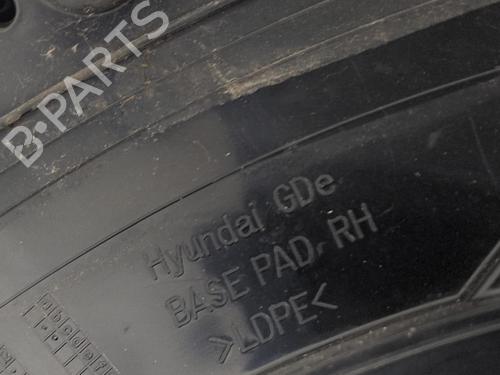 B-PARTS
Hyundai GDe
BASE PAD, RH
>LDPE<